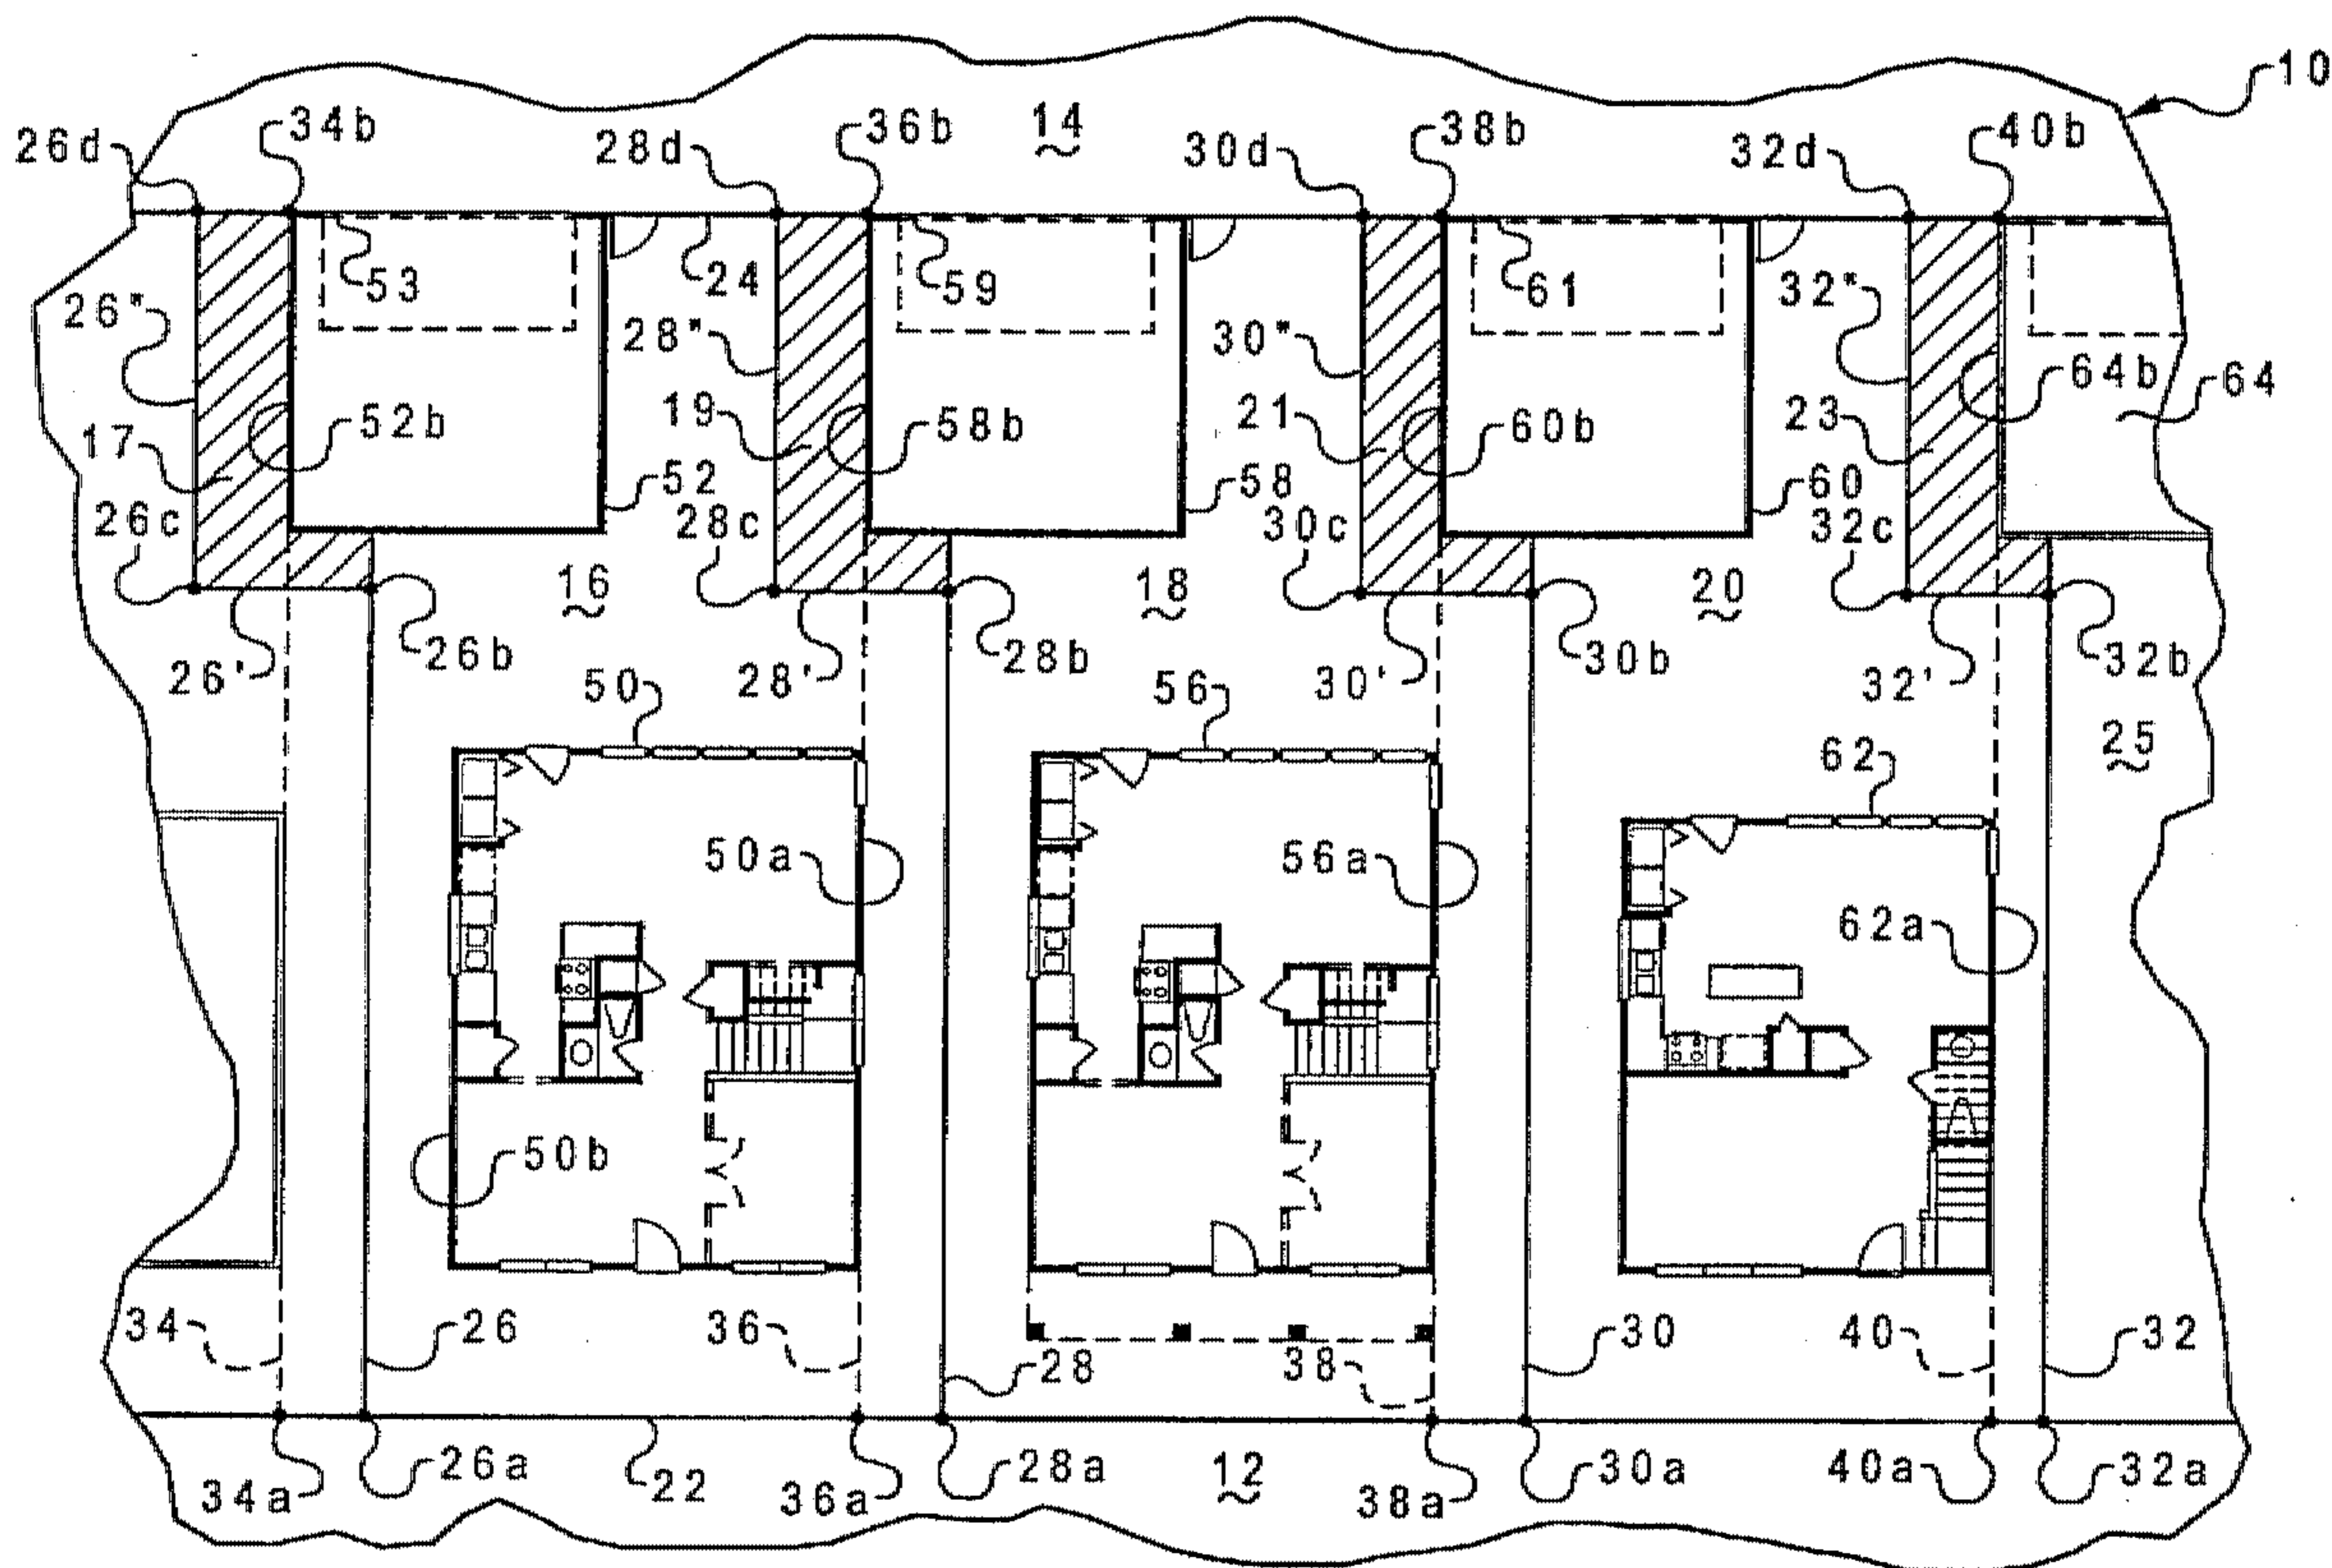 10
26d 34b 28d 36b 14 30d 38b 32d 40b
53 24 59 61
26" 28" 30" 32"
64b 64
17 52b 19 58b 21 60b 23
26c 52 28c 58 30c 60 32c
16 18 20
26' 26b 28' 28b 30' 30b 32' 32b
50 56 62 25
50a 56a 62a
50b
34 26 36 28 38 30 40 32
34a 26a 22 36a 28a 12 38a 30a 40a 32a